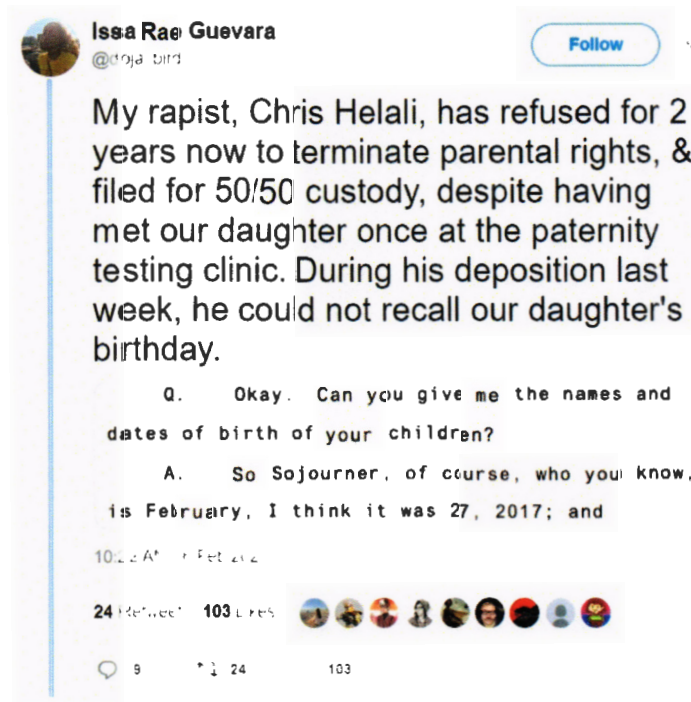 Issa Rae Guevara
Follow
My rapist, Chris Helali, has refused for 2
years now to terminate parental rights, &
filed for 50/50 custody, despite having
met our daughter once at the paternity
testing clinic. During his deposition last
week, he could not recall our daughter's
birthday.
Q. Okay. Can you give me the names and
dates of birth of your children?
A. So Sojourner, of course, who you know,
is February, I think it was 27, 2017; and
24 Retweets 103 Likes
9 24 103